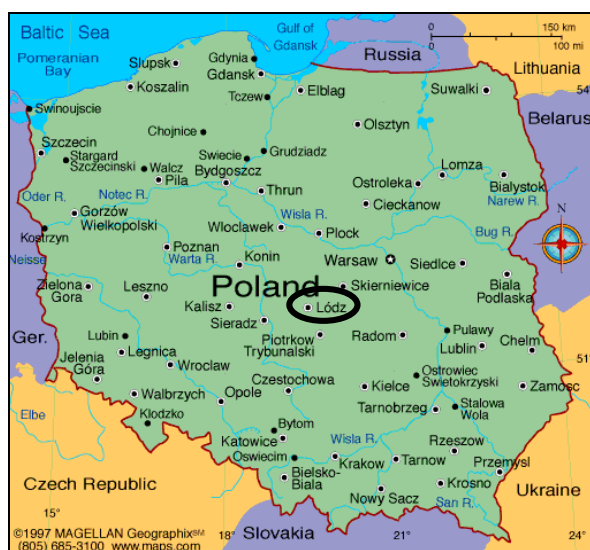 Baltic Sea
Gulf of
Gdansk
150 km
0
0
100 mi
Pomeranian
Bay
Russia
Lithuania
Gdynia
Slupsk
Gdansk
Koszalin
Tczew
Elblag
Suwalki
54°
Swinoujscie
Belarus
Chojnice
Olsztyn
Szczecin
Stargard
Szczecinski
Swiecie
Grudziadz
Walcz
Pila
Bydgoszcz
Lomza
Oder R.
Notec R.
Thrun
Ostroleka
Bialystok
Narew R.
Gorzów
Wielkopolski
Wisla R.
Cieckanow
N
Kostrzyn
Wloclawek
Plock
Bug R.
Neisse
Poznan
Warta R.
Konin
Warsaw
Siedlce
Zielona
Gora
Leszno
Poland
Skierniewice
Biala
Podlaska
Kalisz
Lódz
Ger.
Sieradz
Lubin
Piotrkow
Trybunalski
Radom
Pulawy
Lublin
Chelm
51°
Jelenia
Góra
Legnica
Wroclaw
Czestochowa
Kielce
Ostrowiec
Swietokrzyski
Zamosc
Walbrzych
Opole
Tarnobrzeg
Stalowa
Wola
Elbe
Klodzko
Bytom
Katowice
Wisla R.
Rzeszow
Oswiecim
Krakow
Tarnow
Przemysl
Bielsko-
Biala
Nowy Sacz
Krosno
San R.
Czech Republic
Ukraine
15°
18°
21°
24°
Slovakia
©1997 MAGELLAN Geographix℠
(805) 685-3100 www.maps.com